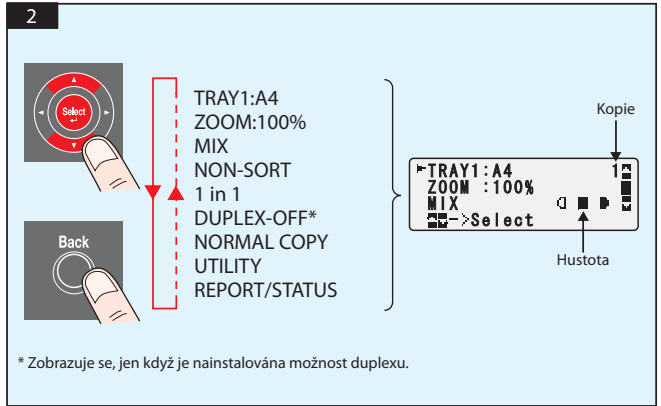 2
Select
Back
TRAY1:A4
ZOOM:100%
MIX
NON-SORT
1 in 1
DUPLEX-OFF*
NORMAL COPY
UTILITY
REPORT/STATUS
Kopie
TRAY1:A4 1
ZOOM :100%
MIX
->Select
Hustota
* Zobrazuje se, jen když je nainstalována možnost duplexu.